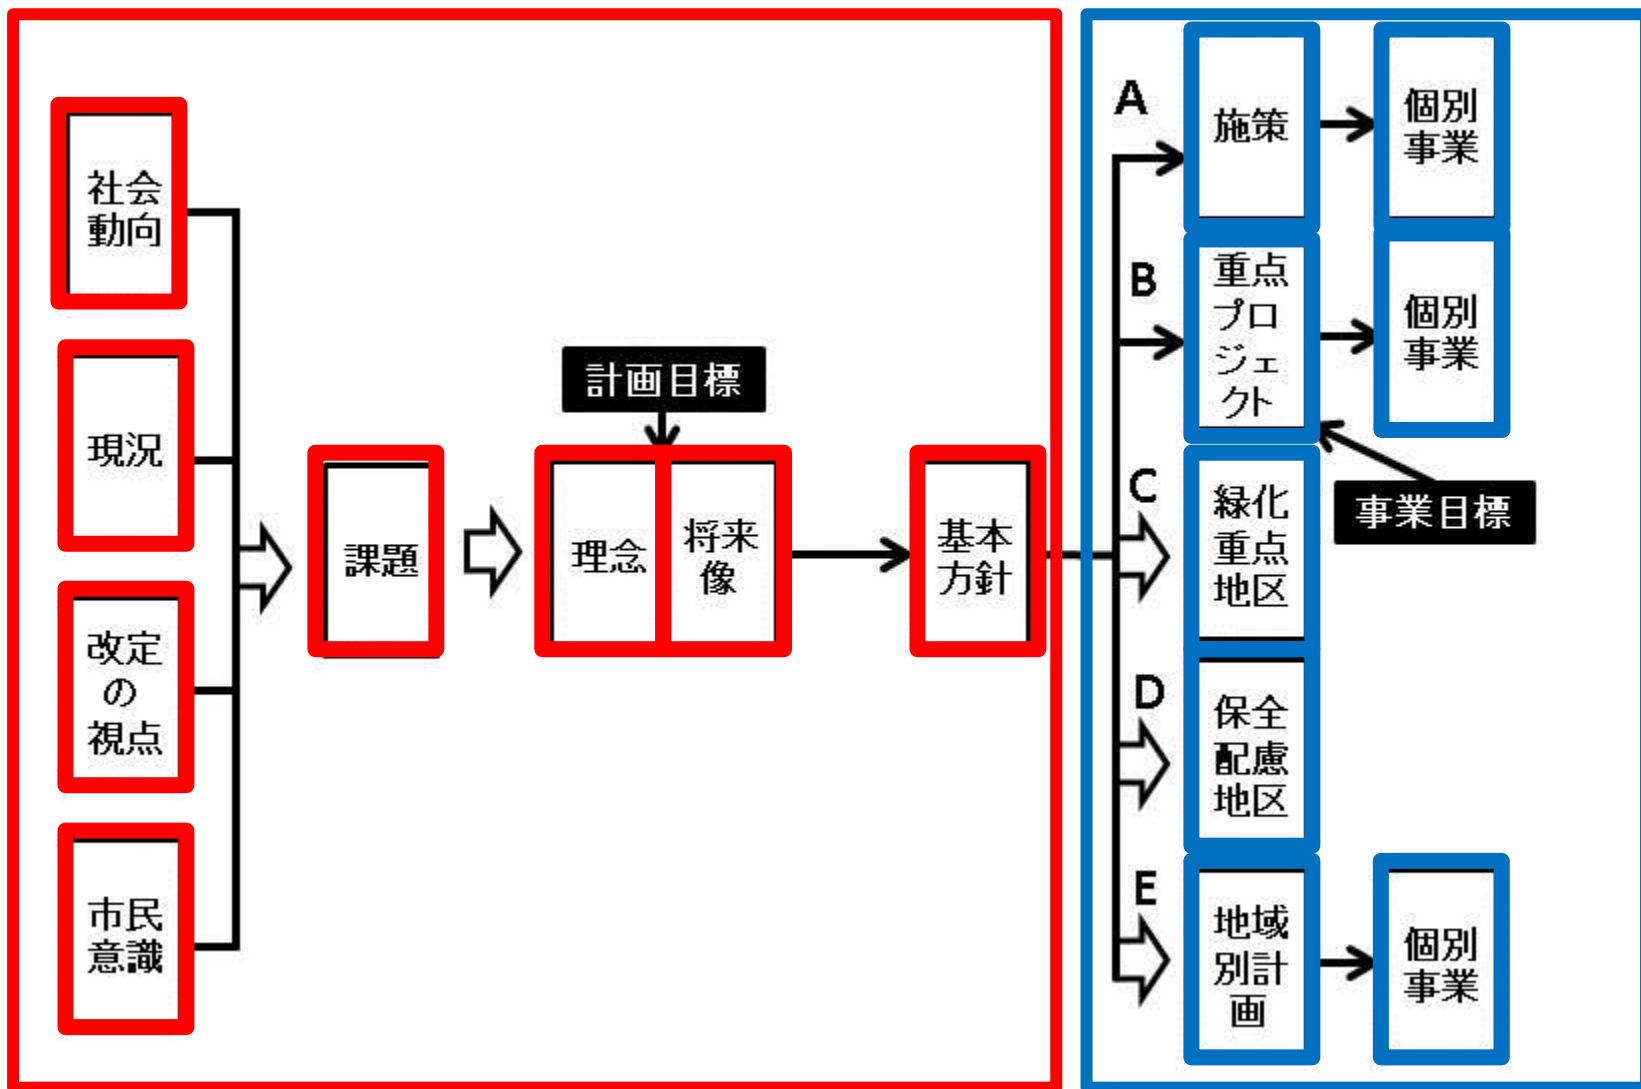 社会
動向
現況
改定
の
視点
市民
意識
課題
計画目標
理念
将来
像
基本
方針
A
施策
個別
事業
B
重点
プロ
ジェ
クト
個別
事業
事業目標
C
緑化
重点
地区
D
保全
配慮
地区
E
地域
別計
画
個別
事業